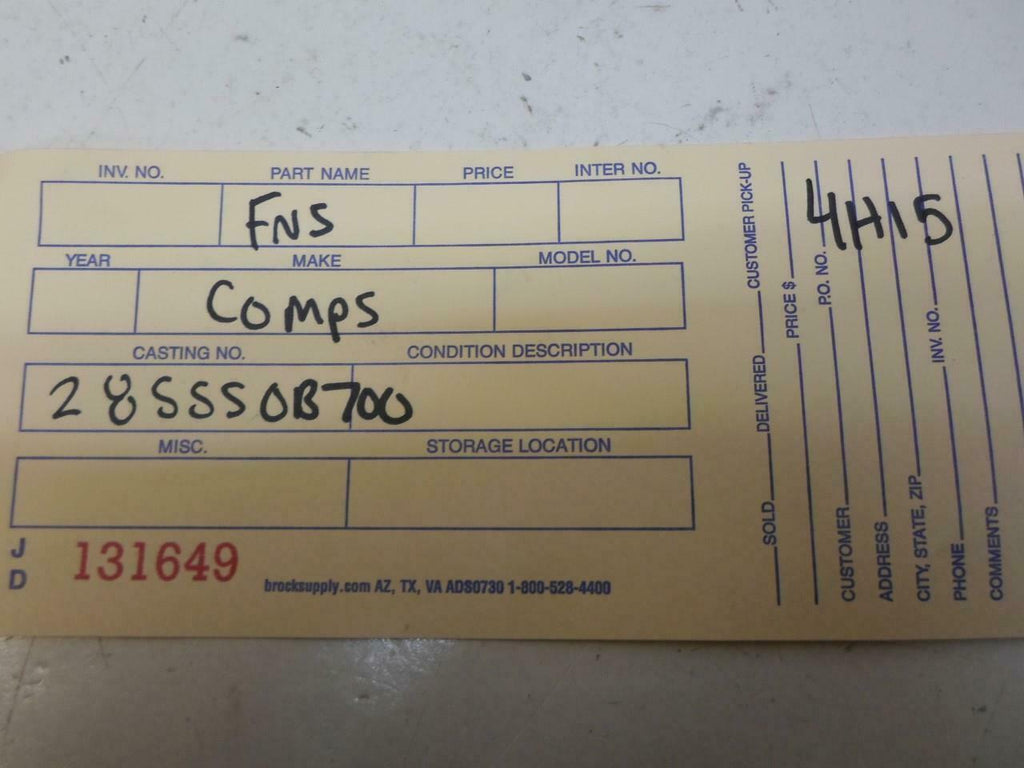 INV. NO. PART NAME PRICE INTER NO.
FNS
YEAR MAKE MODEL NO.
COMPS
CASTING NO. CONDITION DESCRIPTION
28SSSOB700
MISC. STORAGE LOCATION
J D 131649
brocksupply.com AZ, TX, VA ADS0730 1-800-528-4400
SOLD DELIVERED CUSTOMER PICK-UP
PRICE $
4H15
CUSTOMER P.O. NO.
ADDRESS
CITY, STATE, ZIP
PHONE INV. NO.
COMMENTS